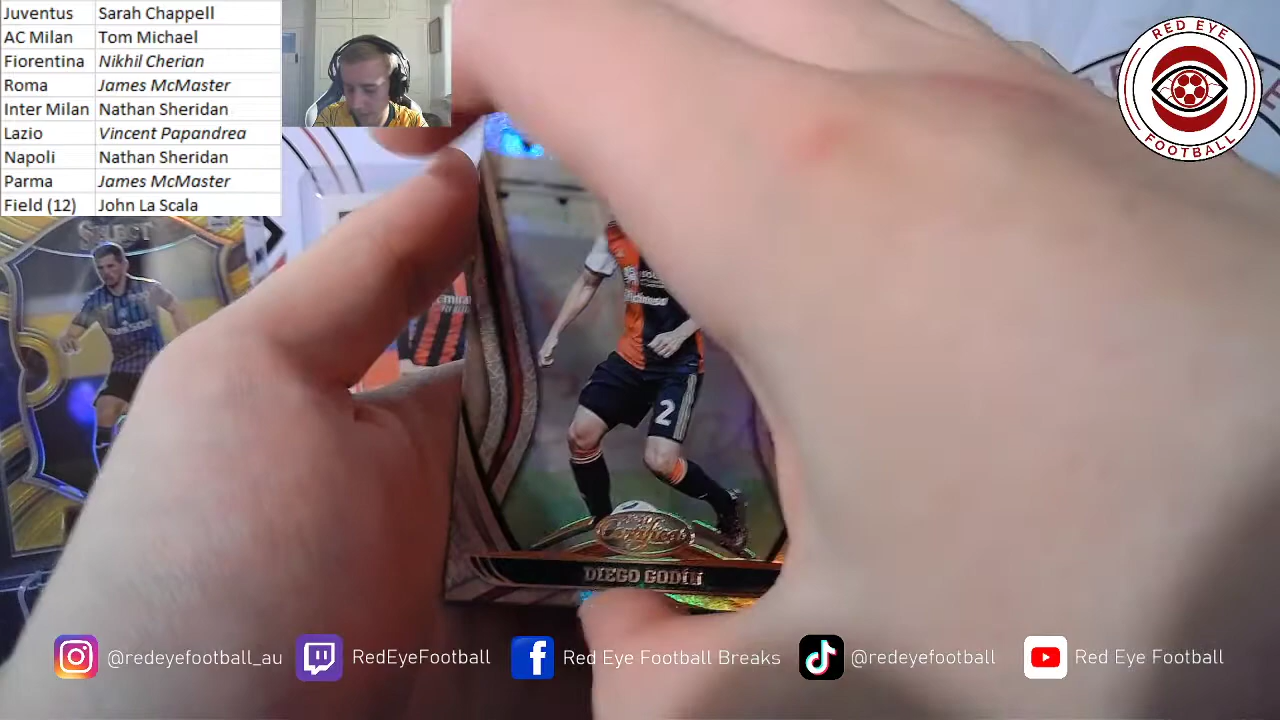 Juventus Sarah Chappell
AC Milan Tom Michael
Fiorentina Nikhil Cherian
Roma James McMaster
Inter Milan Nathan Sheridan
Lazio Vincent Papandrea
Napoli Nathan Sheridan
Parma James McMaster
Field (12) John La Scala
RED EYE
FOOTBALL
SELECT
2
Certified
DIEGO GODÍN
@redeyefootball_au
RedEyeFootball
Red Eye Football Breaks
@redeyefootball
Red Eye Football